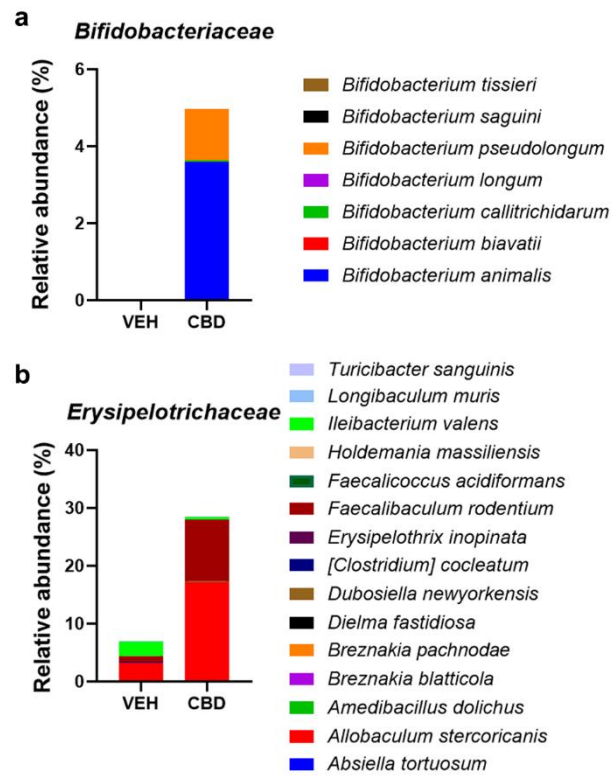 a
Bifidobacteriaceae
Relative abundance (%)
6
4
2
0
VEH
CBD
Bifidobacterium tissieri
Bifidobacterium saguini
Bifidobacterium pseudolongum
Bifidobacterium longum
Bifidobacterium callitrichidarum
Bifidobacterium biavatii
Bifidobacterium animalis
b
Erysipelotrichaceae
Relative abundance (%)
40
30
20
10
0
VEH
CBD
Turicibacter sanguinis
Longibaculum muris
Ileibacterium valens
Holdemania massiliensis
Faecalicoccus acidiformans
Faecalibaculum rodentium
Erysipelothrix inopinata
[Clostridium] cocleatum
Dubosiella newyorkensis
Dielma fastidiosa
Breznakia pachnodae
Breznakia blatticola
Amedibacillus dolichus
Allobaculum stercoricanis
Absiella tortuosum